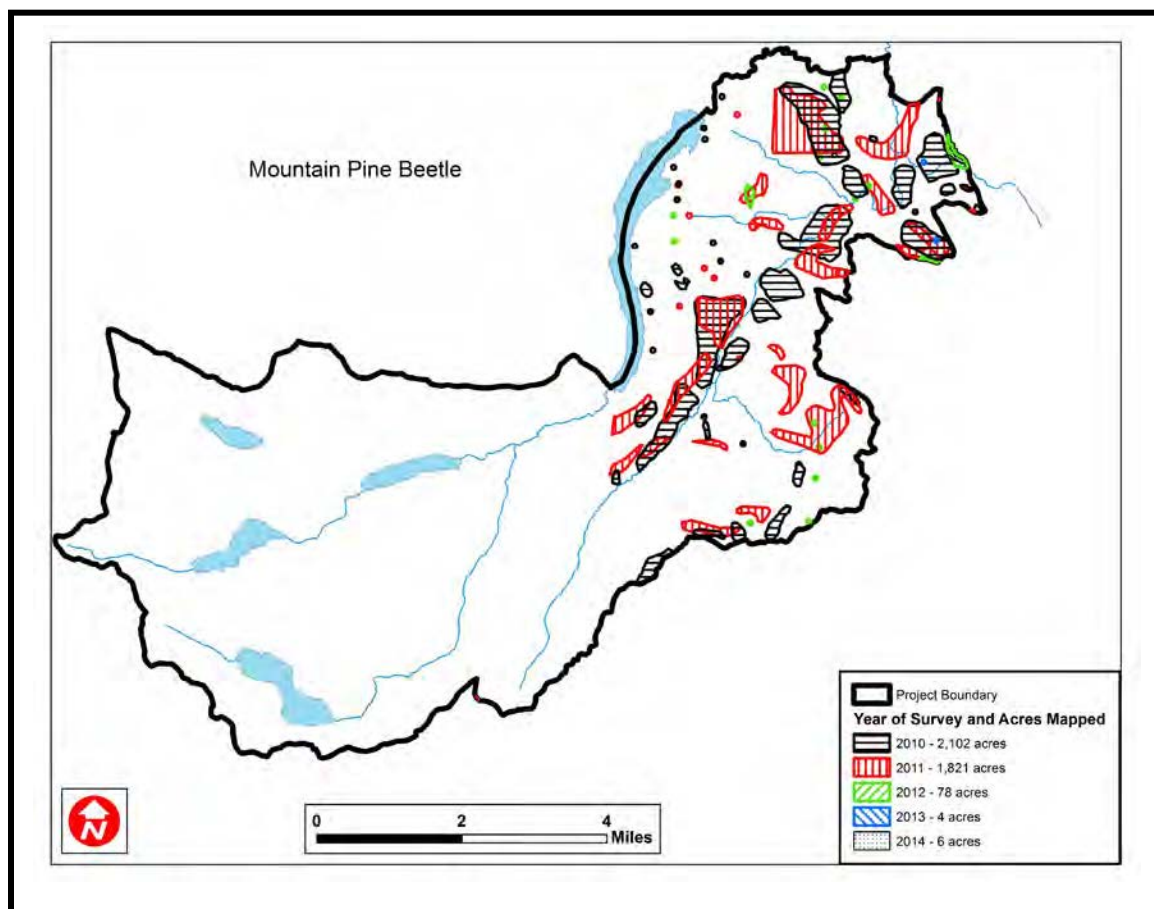 Mountain Pine Beetle
Project Boundary
Year of Survey and Acres Mapped
2010 - 2,102 acres
2011 - 1,821 acres
2012 - 78 acres
2013 - 4 acres
2014 - 6 acres
N
0 2 4
Miles